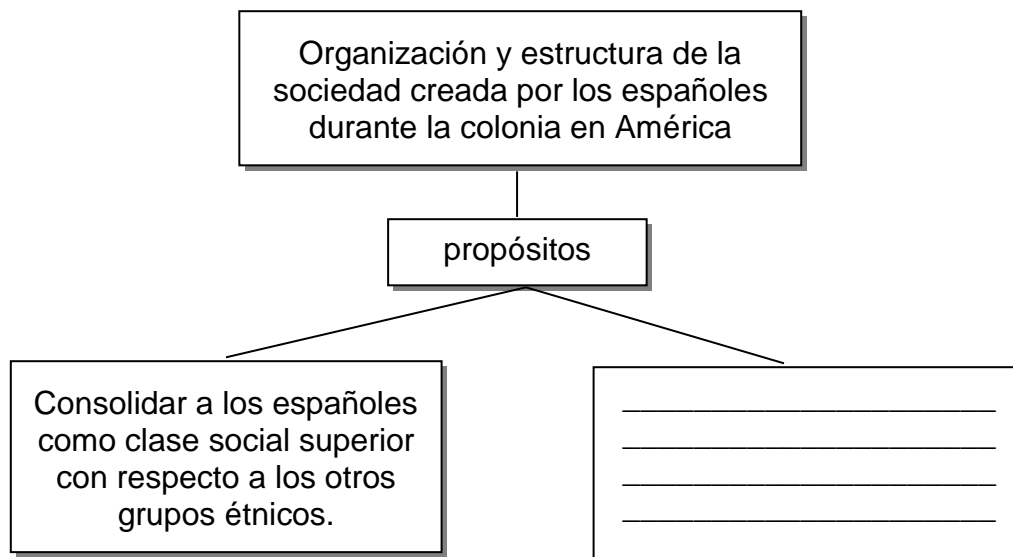 Organización y estructura de la
sociedad creada por los españoles
durante la colonia en América
propósitos
Consolidar a los españoles
como clase social superior
con respecto a los otros
grupos étnicos.